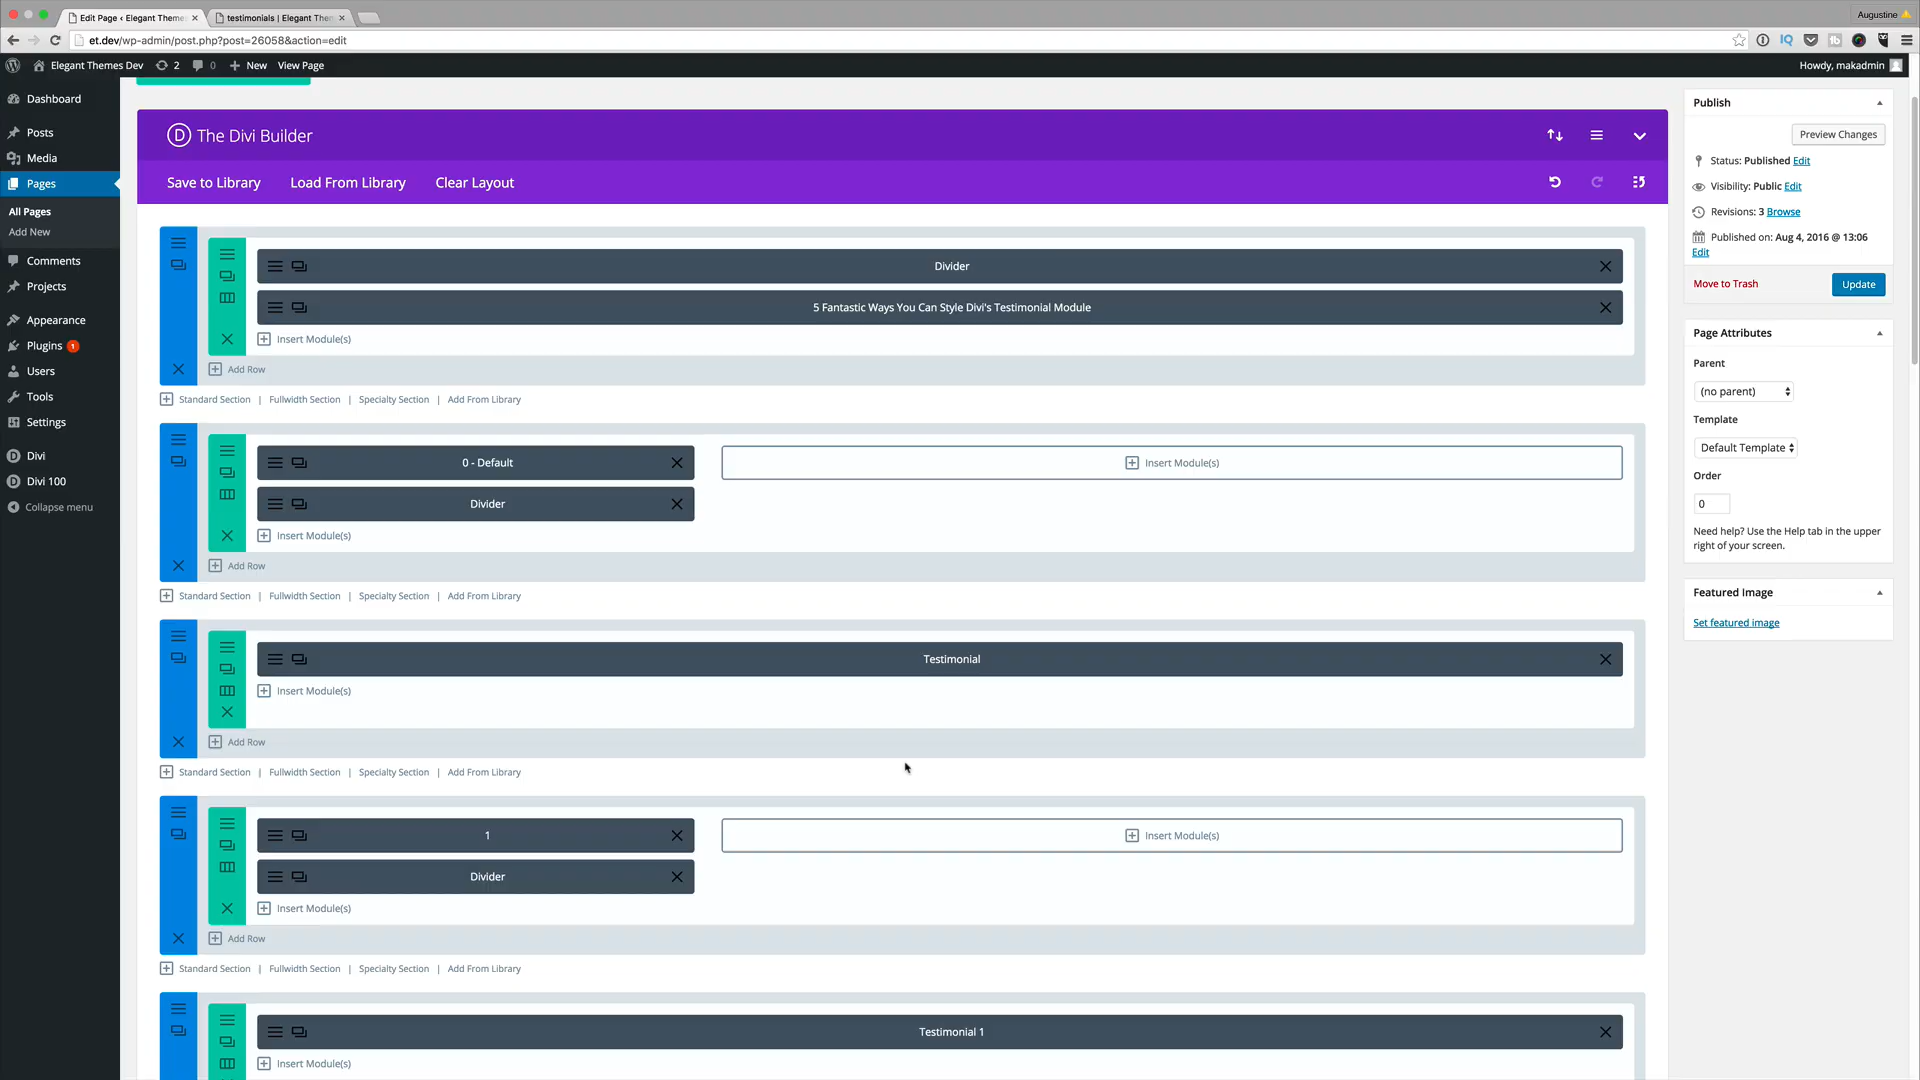 Edit Page ‹ Elegant Theme
testimonials | Elegant The
Augustine
et.dev/wp-admin/post.php?post=26058&action=edit
Elegant Themes Dev
2
0
New
View Page
Howdy, makadmin
Dashboard
Posts
Media
Pages
All Pages
Add New
Comments
Projects
Appearance
Plugins 1
Users
Tools
Settings
Divi
Divi 100
Collapse menu
D The Divi Builder
Save to Library
Load From Library
Clear Layout
Divider
5 Fantastic Ways You Can Style Divi's Testimonial Module
Insert Module(s)
Add Row
Standard Section | Fullwidth Section | Specialty Section | Add From Library
0 - Default
Insert Module(s)
Divider
Insert Module(s)
Add Row
Standard Section | Fullwidth Section | Specialty Section | Add From Library
Testimonial
Insert Module(s)
Add Row
Standard Section | Fullwidth Section | Specialty Section | Add From Library
1
Insert Module(s)
Divider
Insert Module(s)
Add Row
Standard Section | Fullwidth Section | Specialty Section | Add From Library
Testimonial 1
Insert Module(s)
Publish
Preview Changes
Status: Published Edit
Visibility: Public Edit
Revisions: 3 Browse
Published on: Aug 4, 2016 @ 13:06
Edit
Move to Trash
Update
Page Attributes
Parent
(no parent)
Template
Default Template
Order
0
Need help? Use the Help tab in the upper
right of your screen.
Featured Image
Set featured image